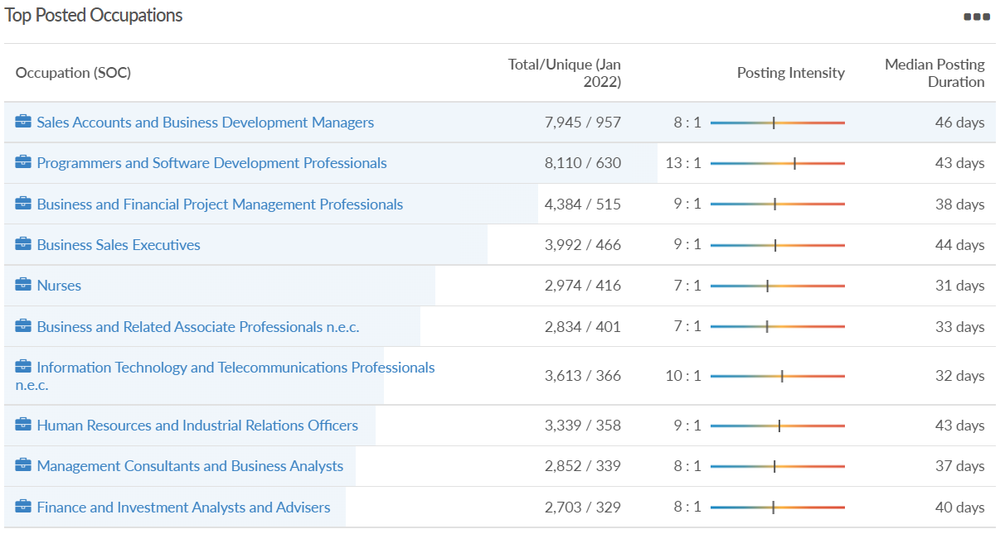 Top Posted Occupations
Occupation (SOC) Total/Unique (Jan 2022) Posting Intensity Median Posting Duration
Sales Accounts and Business Development Managers 7,945 / 957 8 : 1 46 days
Programmers and Software Development Professionals 8,110 / 630 13 : 1 43 days
Business and Financial Project Management Professionals 4,384 / 515 9 : 1 38 days
Business Sales Executives 3,992 / 466 9 : 1 44 days
Nurses 2,974 / 416 7 : 1 31 days
Business and Related Associate Professionals n.e.c. 2,834 / 401 7 : 1 33 days
Information Technology and Telecommunications Professionals n.e.c. 3,613 / 366 10 : 1 32 days
Human Resources and Industrial Relations Officers 3,339 / 358 9 : 1 43 days
Management Consultants and Business Analysts 2,852 / 339 8 : 1 37 days
Finance and Investment Analysts and Advisers 2,703 / 329 8 : 1 40 days